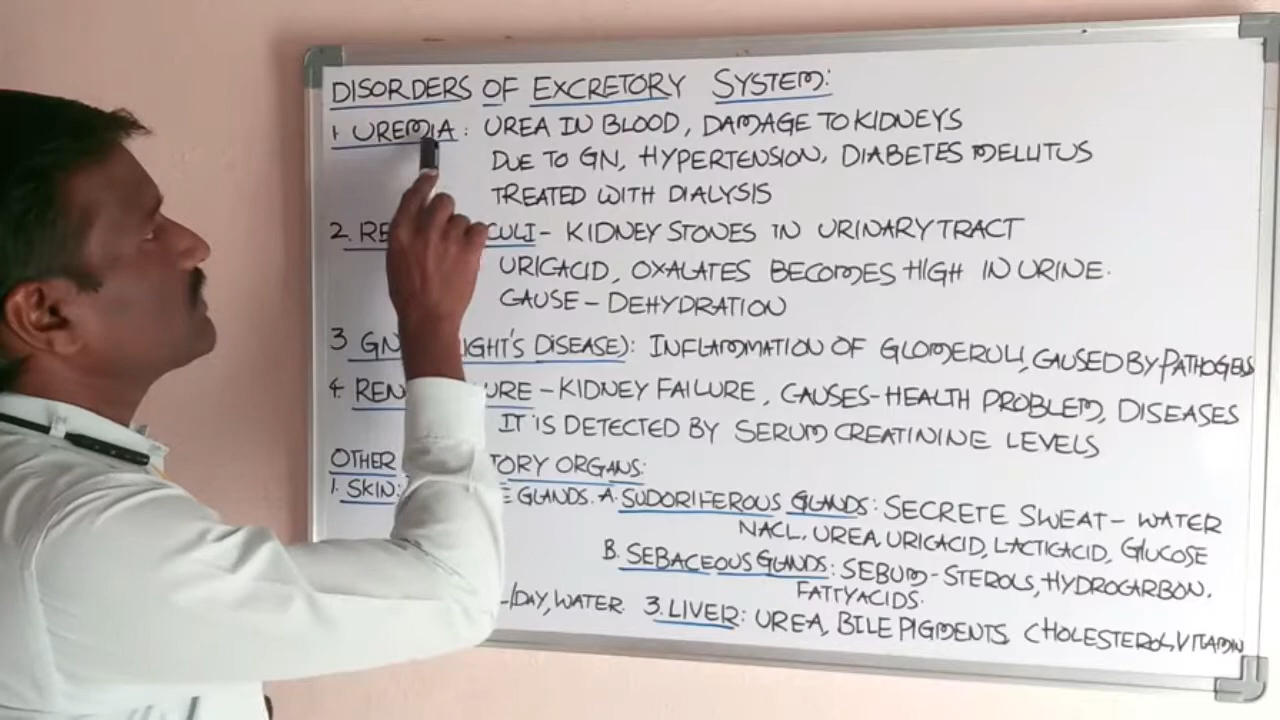 DISORDERS OF EXCRETORY SYSTEM:
1. UREMIA: UREA IN BLOOD, DAMAGE TO KIDNEYS
DUE TO GN, HYPERTENSION, DIABETES MELLITUS
TREATED WITH DIALYSIS
2. RE CULI - KIDNEY STONES IN URINARY TRACT
URICACID, OXALATES BECOMES HIGH IN URINE.
CAUSE - DEHYDRATION
3 GN IGHT'S DISEASE): INFLAMMATION OF GLOMERULI, CAUSED BY PATHOGENS
4. REN URE - KIDNEY FAILURE, CAUSES - HEALTH PROBLEM, DISEASES
IT IS DETECTED BY SERUM CREATININE LEVELS
OTHER TORY ORGANS:
1. SKIN: E GLANDS. A. SUDORIFEROUS GLANDS: SECRETE SWEAT - WATER
NACL, UREA, URICACID, LACTICACID, GLUCOSE
B. SEBACEOUS GLANDS: SEBUM - STEROLS, HYDROGARBON,
FATTYACIDS.
-/DAY, WATER. 3. LIVER: UREA, BILE PIGMENTS, CHOLESTEROL, VITAMIN